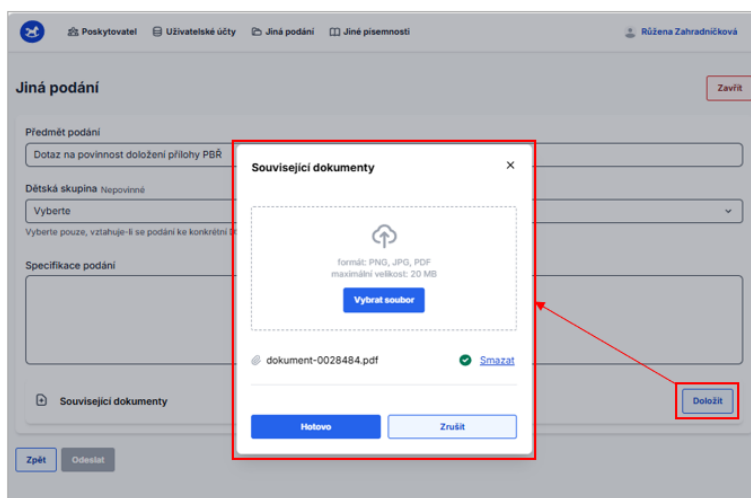 Poskytovatel Uživatelské účty Jiná podání Jiné písemnosti Růžena Zahradníčková
Jiná podání Zavřít
Předmět podání
Dotaz na povinnost doložení přílohy PBŘ
Dětská skupina Nepovinné
Vyberte
Vyberte pouze, vztahuje-li se podání ke konkrétní
Specifikace podání
Související dokumenty Doložit
Zpět Odeslat
Související dokumenty
formát: PNG, JPG, PDF
maximální velikost: 20 MB
Vybrat soubor
dokument-0028484.pdf Smazat
Hotovo Zrušit